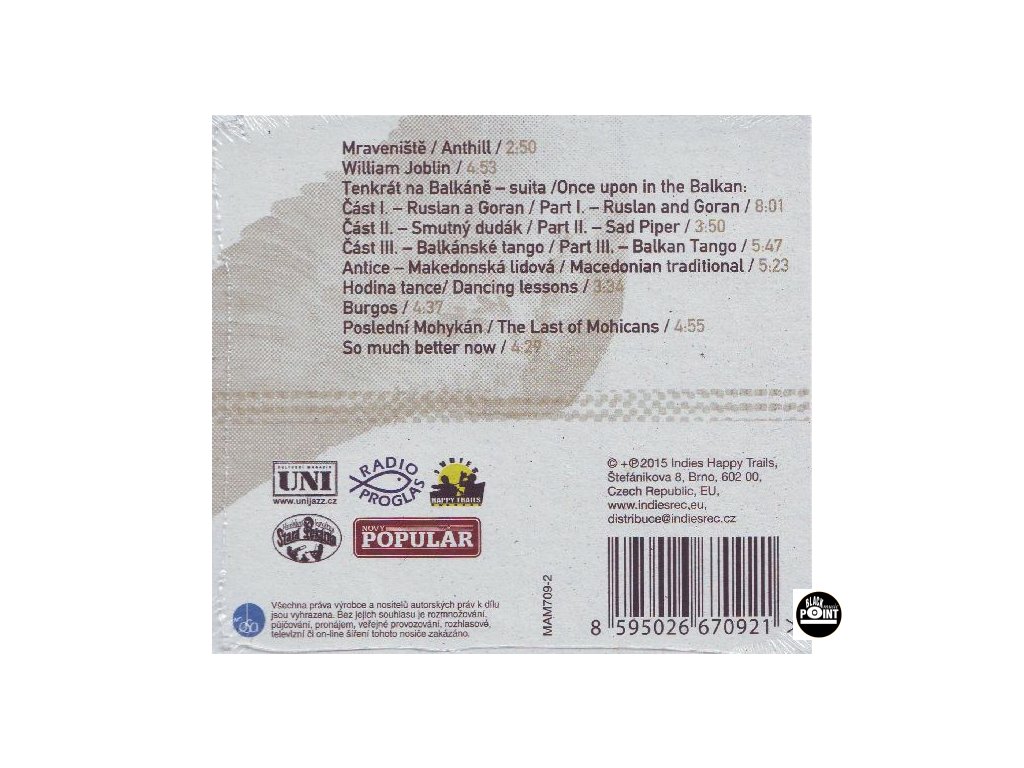 Mraveniště / Anthill / 2:50
William Joblin / 4:53
Tenkrát na Balkáně – suita /Once upon in the Balkan:
Část I. – Ruslan a Goran / Part I. – Ruslan and Goran / 8:01
Část II. – Smutný dudák / Part II. – Sad Piper / 3:50
Část III. – Balkánské tango / Part III. – Balkan Tango / 5:47
Antice – Makedonská lidová / Macedonian traditional / 5:23
Hodina tance/ Dancing lessons / 3:34
Burgos / 4:37
Poslední Mohykán / The Last of Mohicans / 4:55
So much better now / 4:29
KULTURNÍ MAGAZÍN
UNI
www.unijazz.cz
RADIO
PROGLAS
INDIES
HAPPY TRAILS
Stará Pekárna
NOVÝ
POPULÁR
© +℗2015 Indies Happy Trails,
Štefánikova 8, Brno, 602 00,
Czech Republic, EU,
www.indiesrec,eu,
distribuce@indiesrec.cz
OSA
Všechna práva výrobce a nositelů autorských práv k dílu
jsou vyhrazena. Bez jejich souhlasu je rozmnožování,
půjčování, pronájem, veřejné provozování, rozhlasové,
televizní či on-line šíření tohoto nosiče zakázáno.
MAM709-2
8 595026 670921 >
BLACK
POINT
music